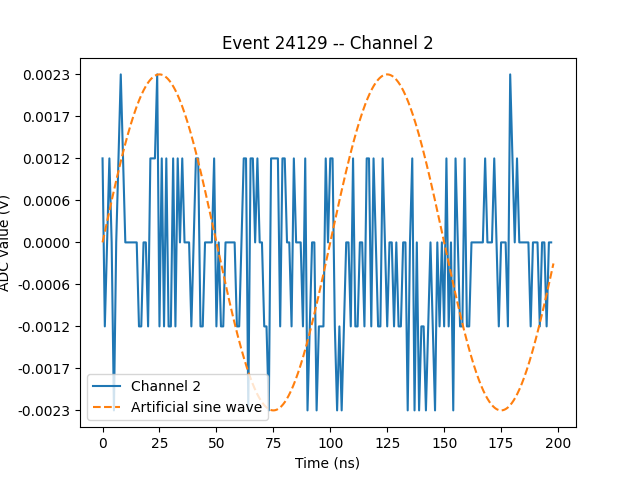 Event 24129 -- Channel 2
0.0023
0.0017
0.0012
0.0006
0.0000
-0.0006
-0.0012
-0.0017
-0.0023
ADC Value (V)
Channel 2
Artificial sine wave
0 25 50 75 100 125 150 175 200
Time (ns)